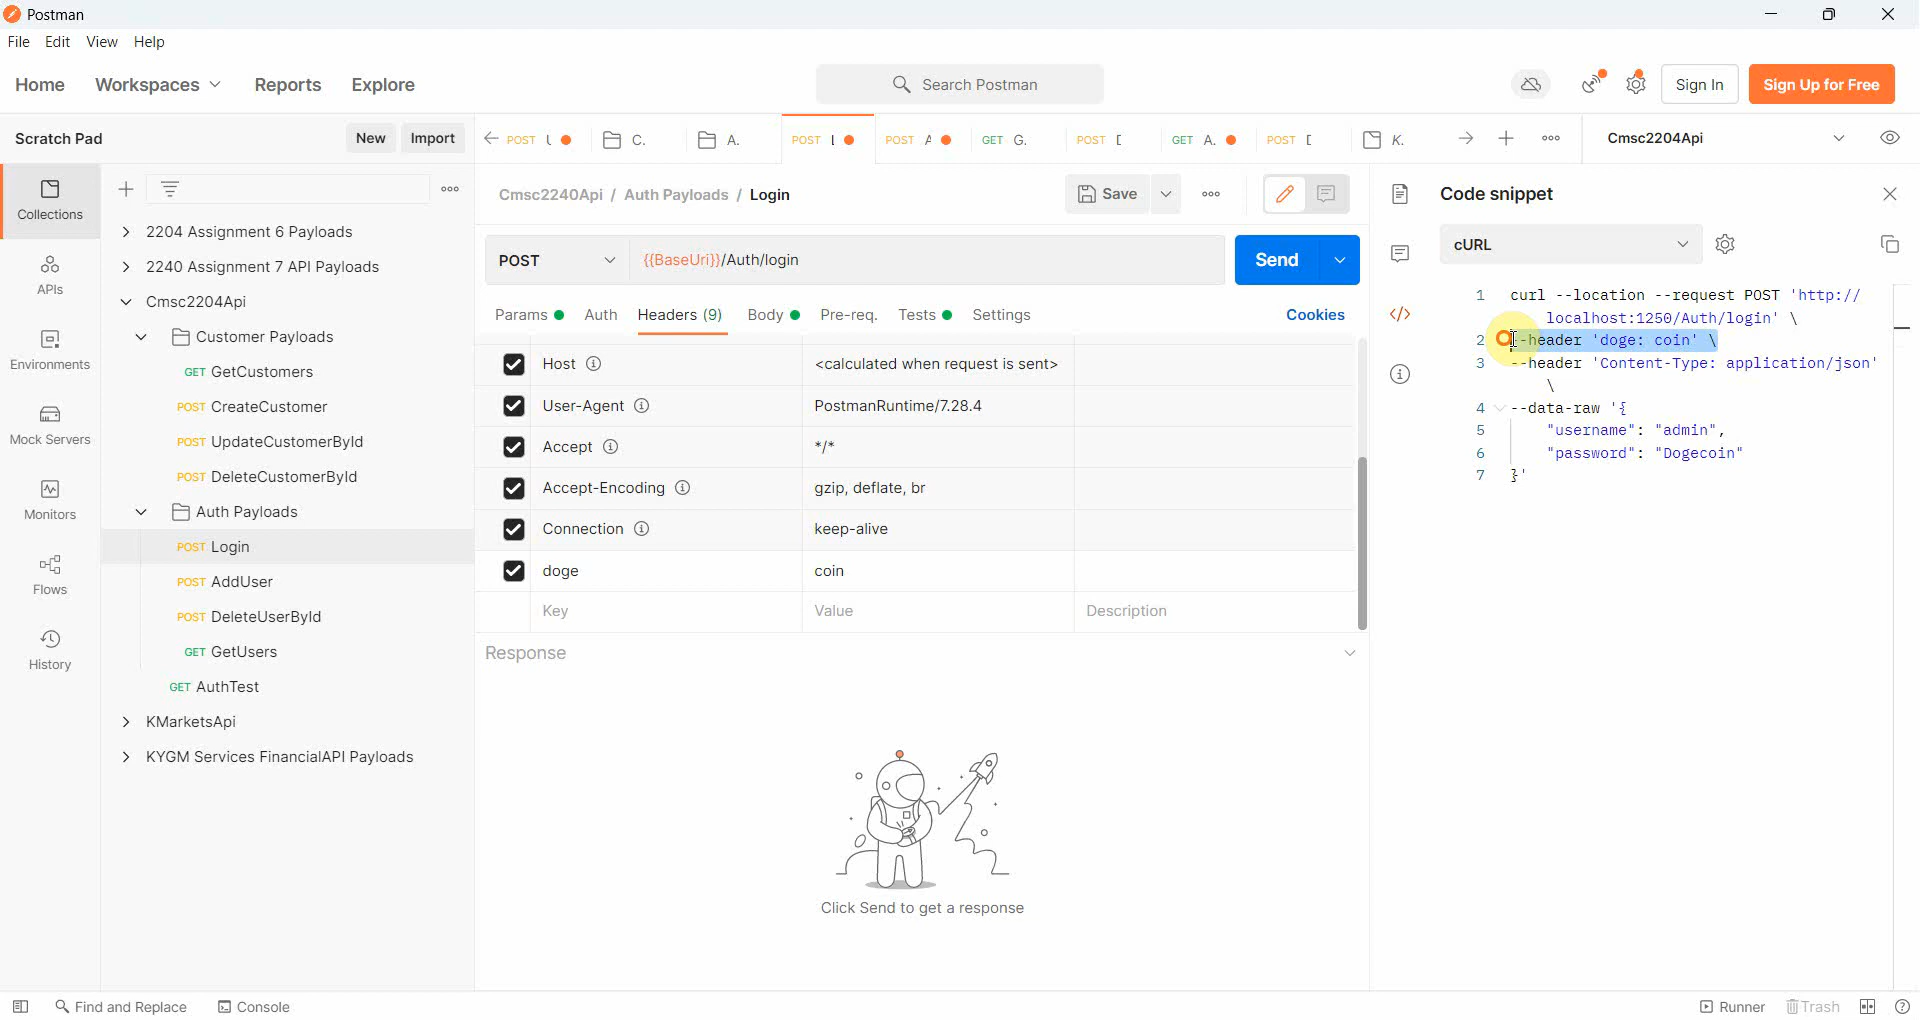 Postman
File Edit View Help
Home Workspaces Reports Explore
Search Postman
Sign In
Sign Up for Free
Scratch Pad
New
Import
POST
C.
A.
POST L
POST A
GET G.
POST
GET A.
POST
K.
Cmsc2204Api
Collections
APIs
Environments
Mock Servers
Monitors
Flows
History
2204 Assignment 6 Payloads
2240 Assignment 7 API Payloads
Cmsc2204Api
Customer Payloads
GET GetCustomers
POST CreateCustomer
POST UpdateCustomerById
POST DeleteCustomerById
Auth Payloads
POST Login
POST AddUser
POST DeleteUserById
GET GetUsers
GET AuthTest
KMarketsApi
KYGM Services FinancialAPI Payloads
Cmsc2240Api / Auth Payloads / Login
Save
POST
{{BaseUri}}/Auth/login
Send
Params Auth Headers (9) Body Pre-req. Tests Settings
Cookies
Host <calculated when request is sent>
User-Agent PostmanRuntime/7.28.4
Accept */*
Accept-Encoding gzip, deflate, br
Connection keep-alive
doge coin
Key Value Description
Response
Click Send to get a response
Code snippet
cURL
1 curl --location --request POST 'http://
localhost:1250/Auth/login' \
2 --header 'doge: coin' \
3 --header 'Content-Type: application/json'
\
4 --data-raw '{
5 "username": "admin",
6 "password": "Dogecoin"
7 }'
Find and Replace
Console
Runner
Trash